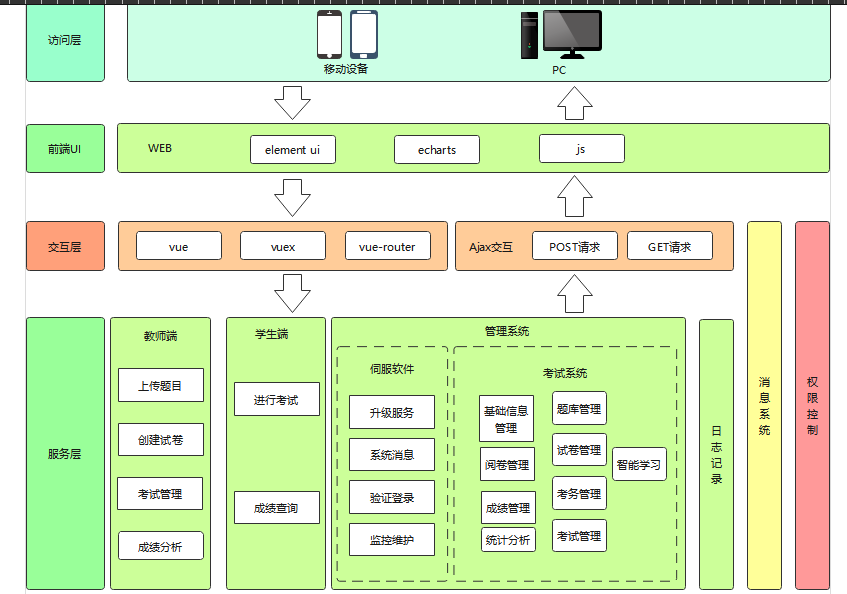 访问层
移动设备
PC
前端UI
WEB
element ui
echarts
js
交互层
vue
vuex
vue-router
Ajax交互
POST请求
GET请求
服务层
教师端
上传题目
创建试卷
考试管理
成绩分析
学生端
进行考试
成绩查询
管理系统
伺服软件
升级服务
系统消息
验证登录
监控维护
考试系统
基础信息
管理
阅卷管理
成绩管理
统计分析
题库管理
试卷管理
考务管理
考试管理
智能学习
日志记录
消息系统
权限控制